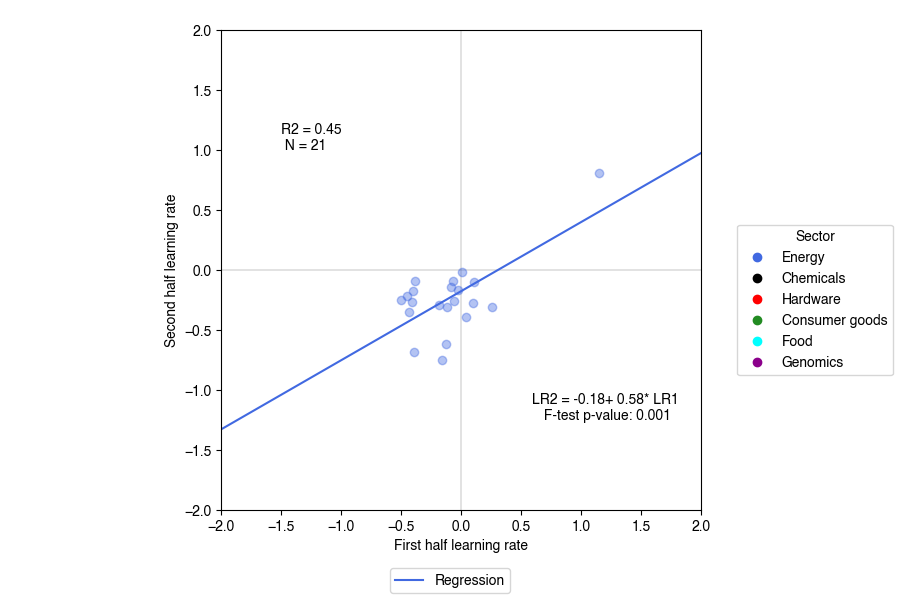 2.0
1.5
1.0
0.5
0.0
−0.5
−1.0
−1.5
−2.0
Second half learning rate
R2 = 0.45
N = 21
LR2 = -0.18+ 0.58* LR1
F-test p-value: 0.001
−2.0 −1.5 −1.0 −0.5 0.0 0.5 1.0 1.5 2.0
First half learning rate
Regression
Sector
Energy
Chemicals
Hardware
Consumer goods
Food
Genomics